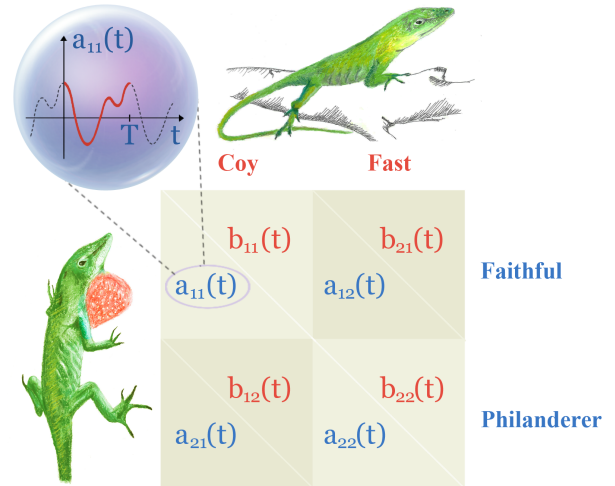 a₁₁(t)
T t
Coy Fast
b₁₁(t) b₂₁(t)
Faithful
a₁₁(t) a₁₂(t)
b₁₂(t) b₂₂(t)
Philanderer
a₂₁(t) a₂₂(t)